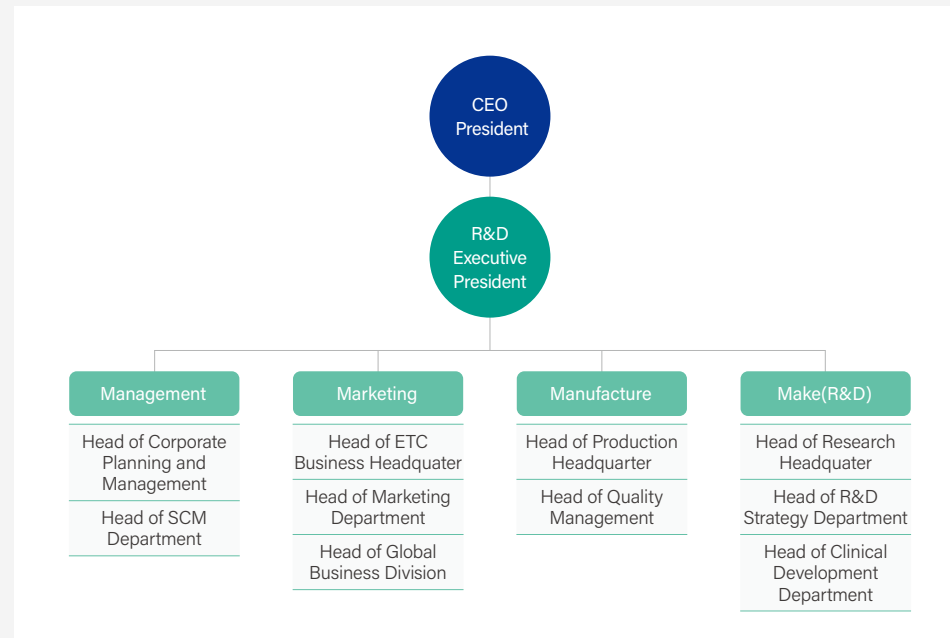 CEO
President
R&D
Executive
President
Management
Head of Corporate
Planning and
Management
Head of SCM
Department
Marketing
Head of ETC
Business Headquater
Head of Marketing
Department
Head of Global
Business Division
Manufacture
Head of Production
Headquarter
Head of Quality
Management
Make(R&D)
Head of Research
Headquater
Head of R&D
Strategy Department
Head of Clinical
Development
Department